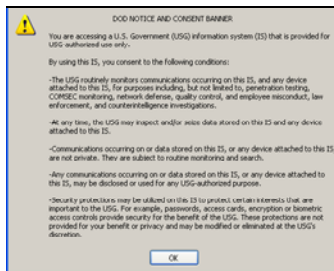 DOD NOTICE AND CONSENT BANNER
You are accessing a U.S. Government (USG) information system (IS) that is provided for
USG authorized use only.
By using this IS, you consent to the following conditions:
-The USG routinely monitors communications occurring on this IS, and any device
attached to this IS, for purposes including, but not limited to, penetration testing,
COMSEC monitoring, network defense, quality control, and employee misconduct, law
enforcement, and counterintelligence investigations.
-At any time, the USG may inspect and/or seize data stored on this IS and any device
attached to this IS.
-Communications occurring on or data stored on this IS, or any device attached to this IS
are not private. They are subject to routine monitoring and search.
-Any communications occurring on or data stored on this IS, or any device attached to
this IS, may be disclosed or used for any USG-authorized purpose.
-Security protections may be utilized on this IS to protect certain interests that are
important to the USG. For example, passwords, access cards, encryption or biometric
access controls provide security for the benefit of the USG. These protections are not
provided for your benefit or privacy and may be modified or eliminated at the USG's
discretion.
OK